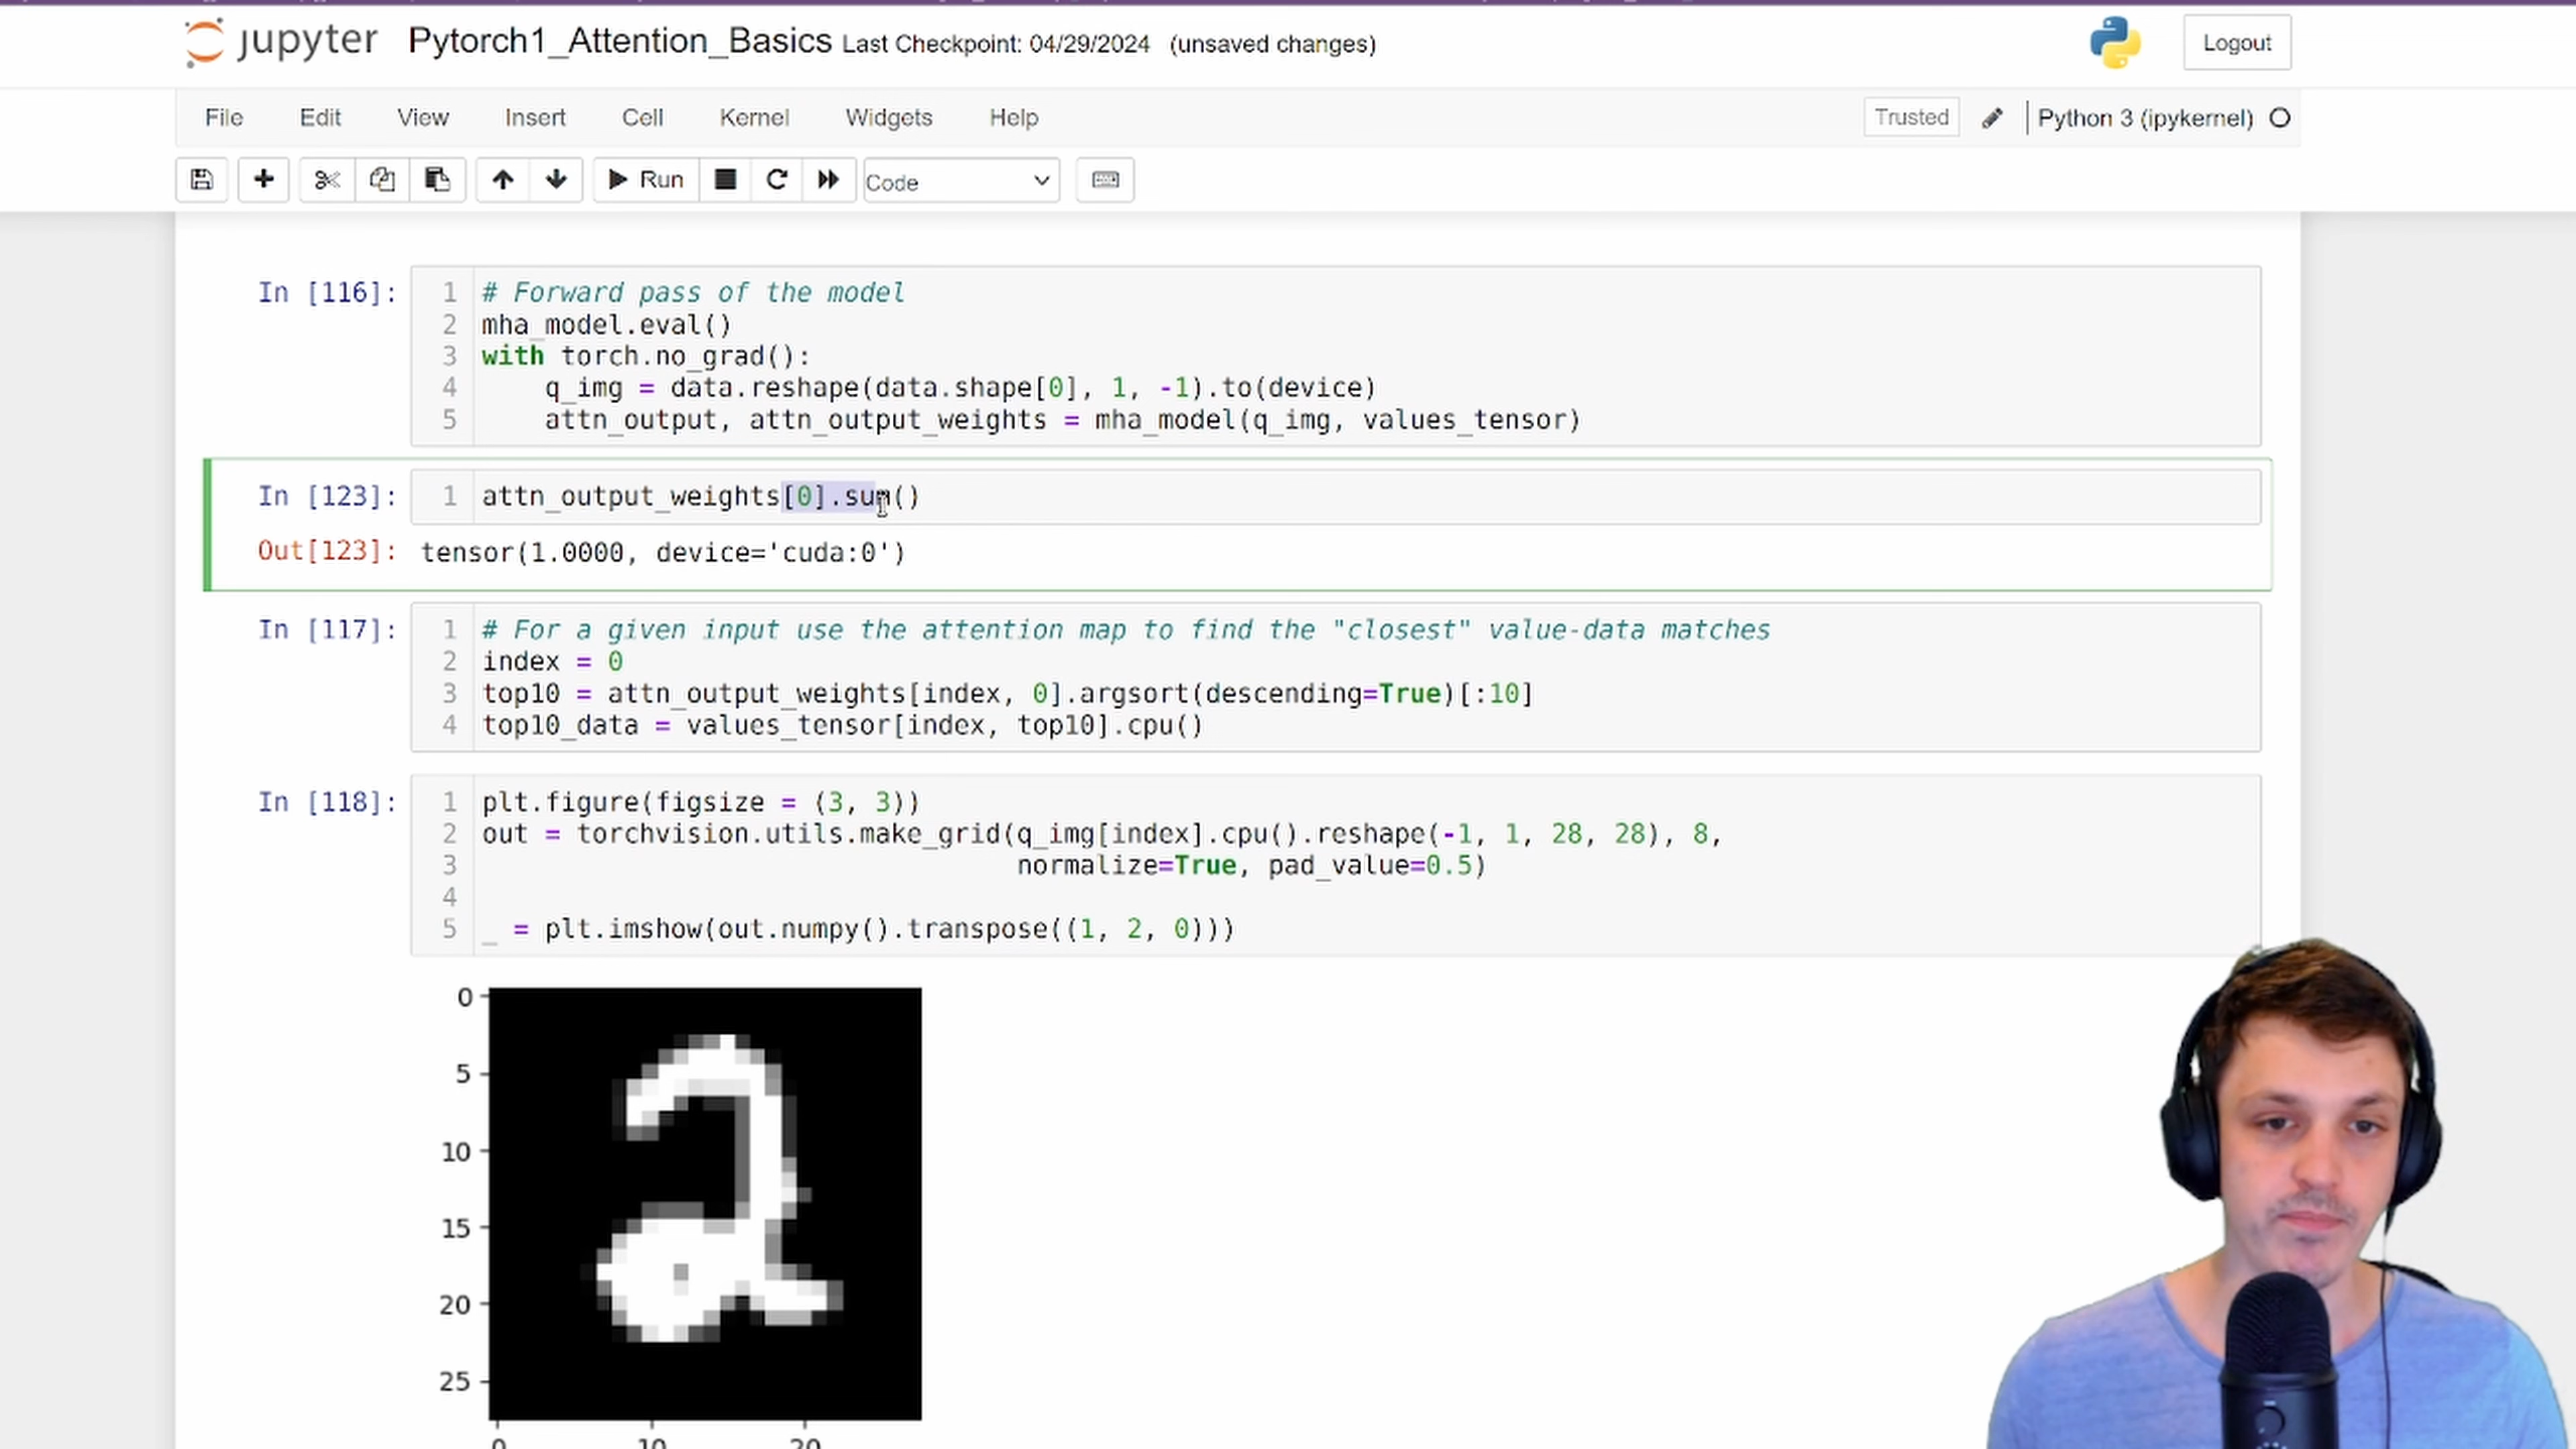 jupyter Pytorch1_Attention_Basics Last Checkpoint: 04/29/2024 (unsaved changes)
Logout
File Edit View Insert Cell Kernel Widgets Help
Trusted Python 3 (ipykernel)
Run Code
In [116]:
1 # Forward pass of the model
2 mha_model.eval()
3 with torch.no_grad():
4     q_img = data.reshape(data.shape[0], 1, -1).to(device)
5     attn_output, attn_output_weights = mha_model(q_img, values_tensor)
In [123]:
1 attn_output_weights[0].sum()
Out[123]: tensor(1.0000, device='cuda:0')
In [117]:
1 # For a given input use the attention map to find the "closest" value-data matches
2 index = 0
3 top10 = attn_output_weights[index, 0].argsort(descending=True)[:10]
4 top10_data = values_tensor[index, top10].cpu()
In [118]:
1 plt.figure(figsize = (3, 3))
2 out = torchvision.utils.make_grid(q_img[index].cpu().reshape(-1, 1, 28, 28), 8,
3                                   normalize=True, pad_value=0.5)
4
5 _ = plt.imshow(out.numpy().transpose((1, 2, 0)))
0
5
10
15
20
25
0 10 20